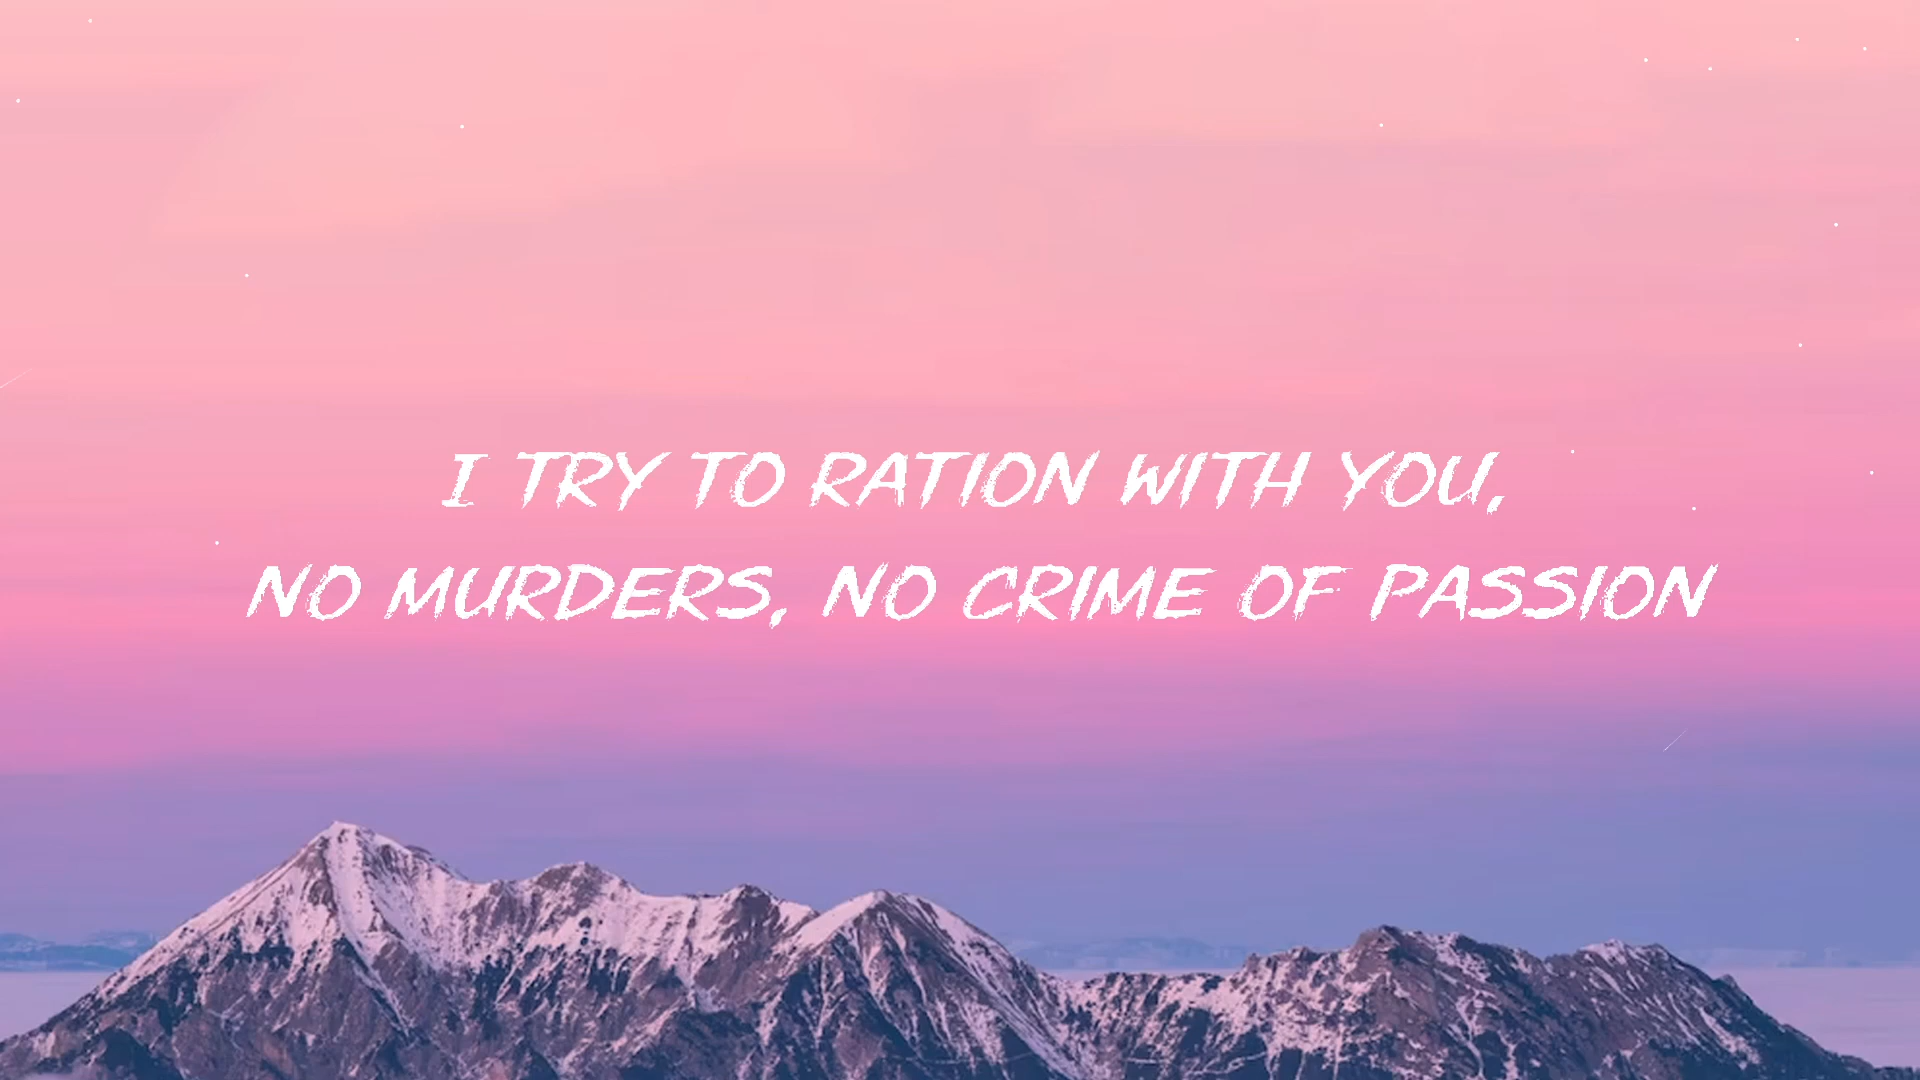 I TRY TO RATION WITH YOU,
NO MURDERS, NO CRIME OF PASSION